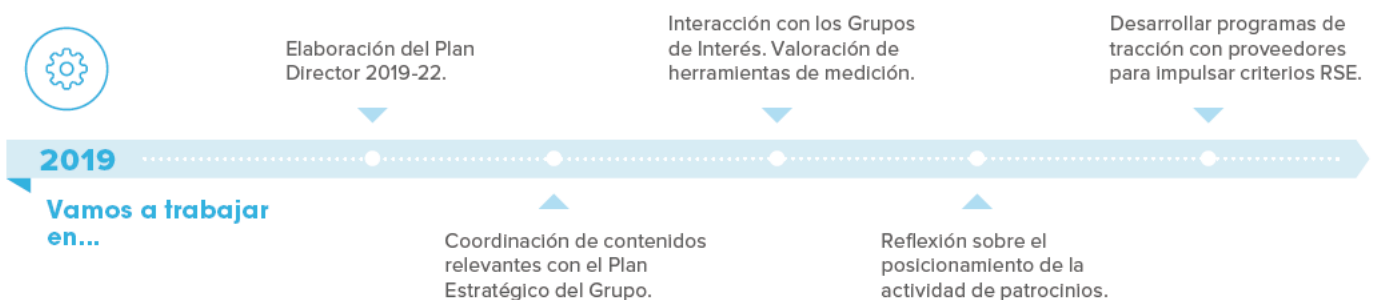 2019
Vamos a trabajar
en...
Elaboración del Plan
Director 2019-22.
Coordinación de contenidos
relevantes con el Plan
Estratégico del Grupo.
Interacción con los Grupos
de Interés. Valoración de
herramientas de medición.
Reflexión sobre el
posicionamiento de la
actividad de patrocinios.
Desarrollar programas de
tracción con proveedores
para impulsar criterios RSE.